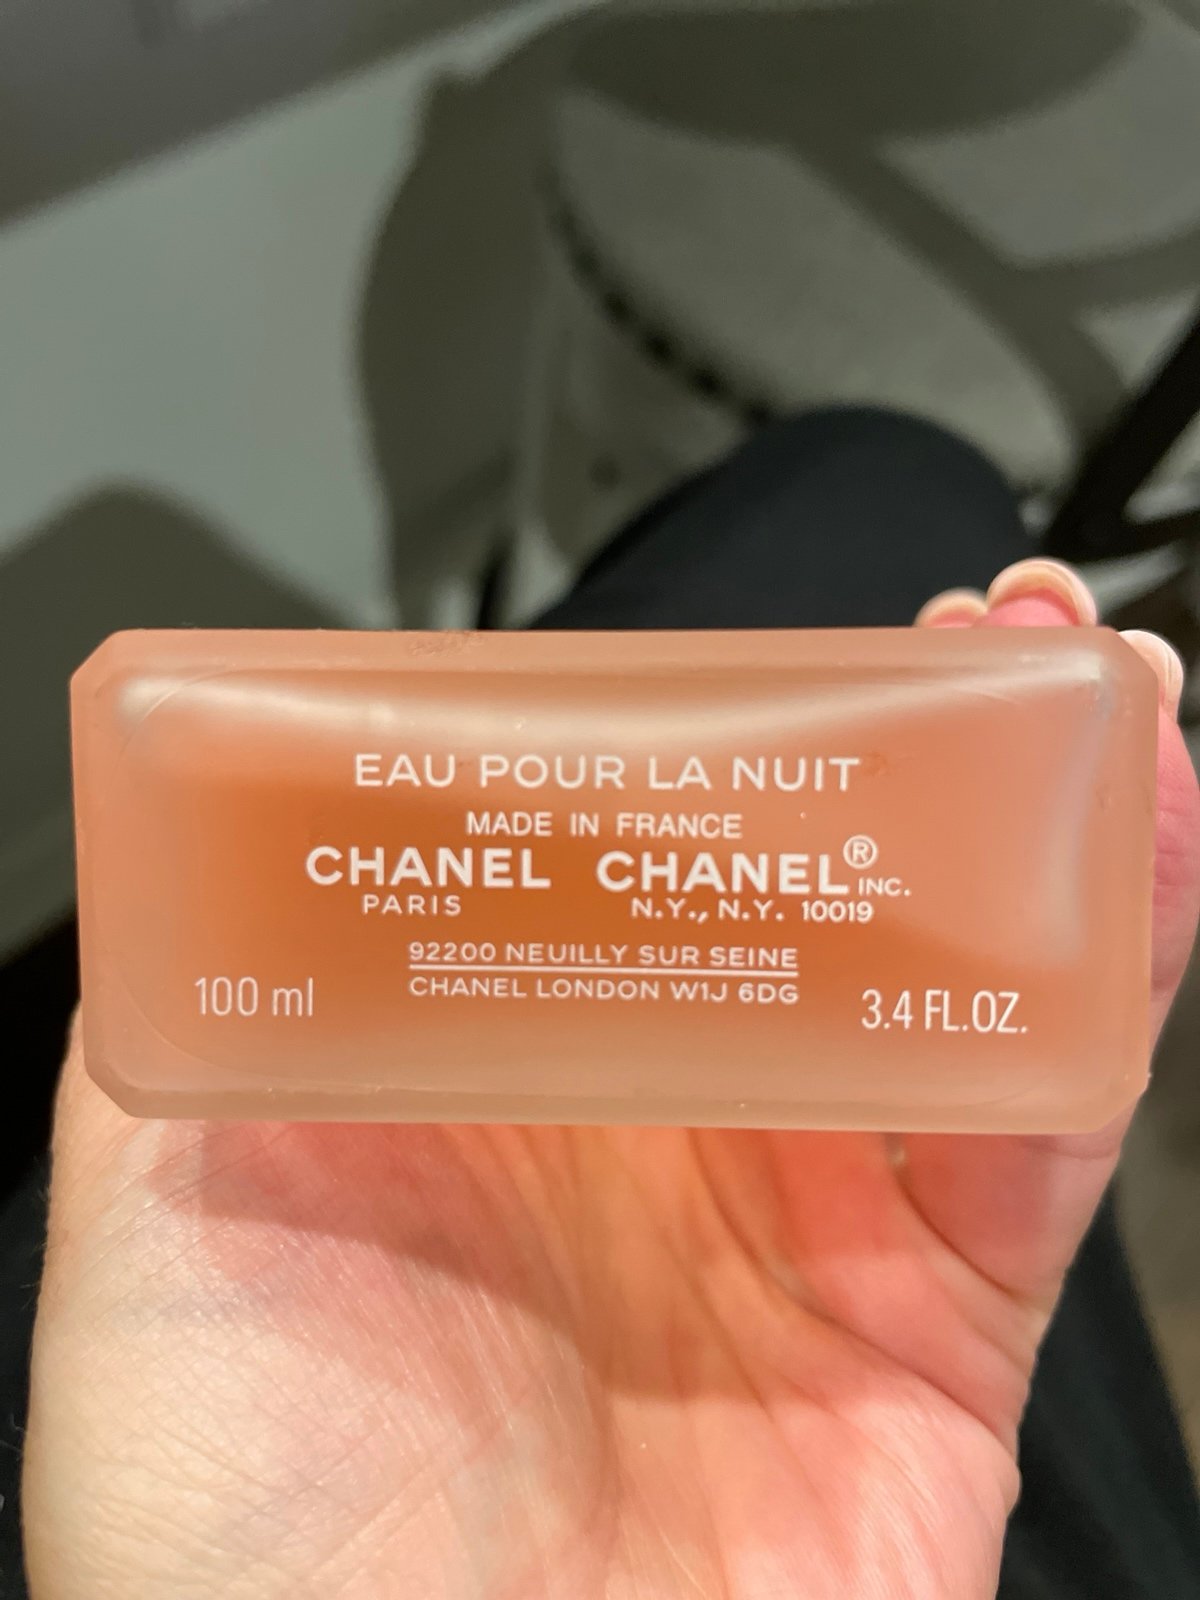 EAU POUR LA NUIT
MADE IN FRANCE
CHANEL CHANEL® INC.
PARIS N.Y., N.Y. 10019
92200 NEUILLY SUR SEINE
CHANEL LONDON W1J 6DG
100 ml 3.4 FL.OZ.